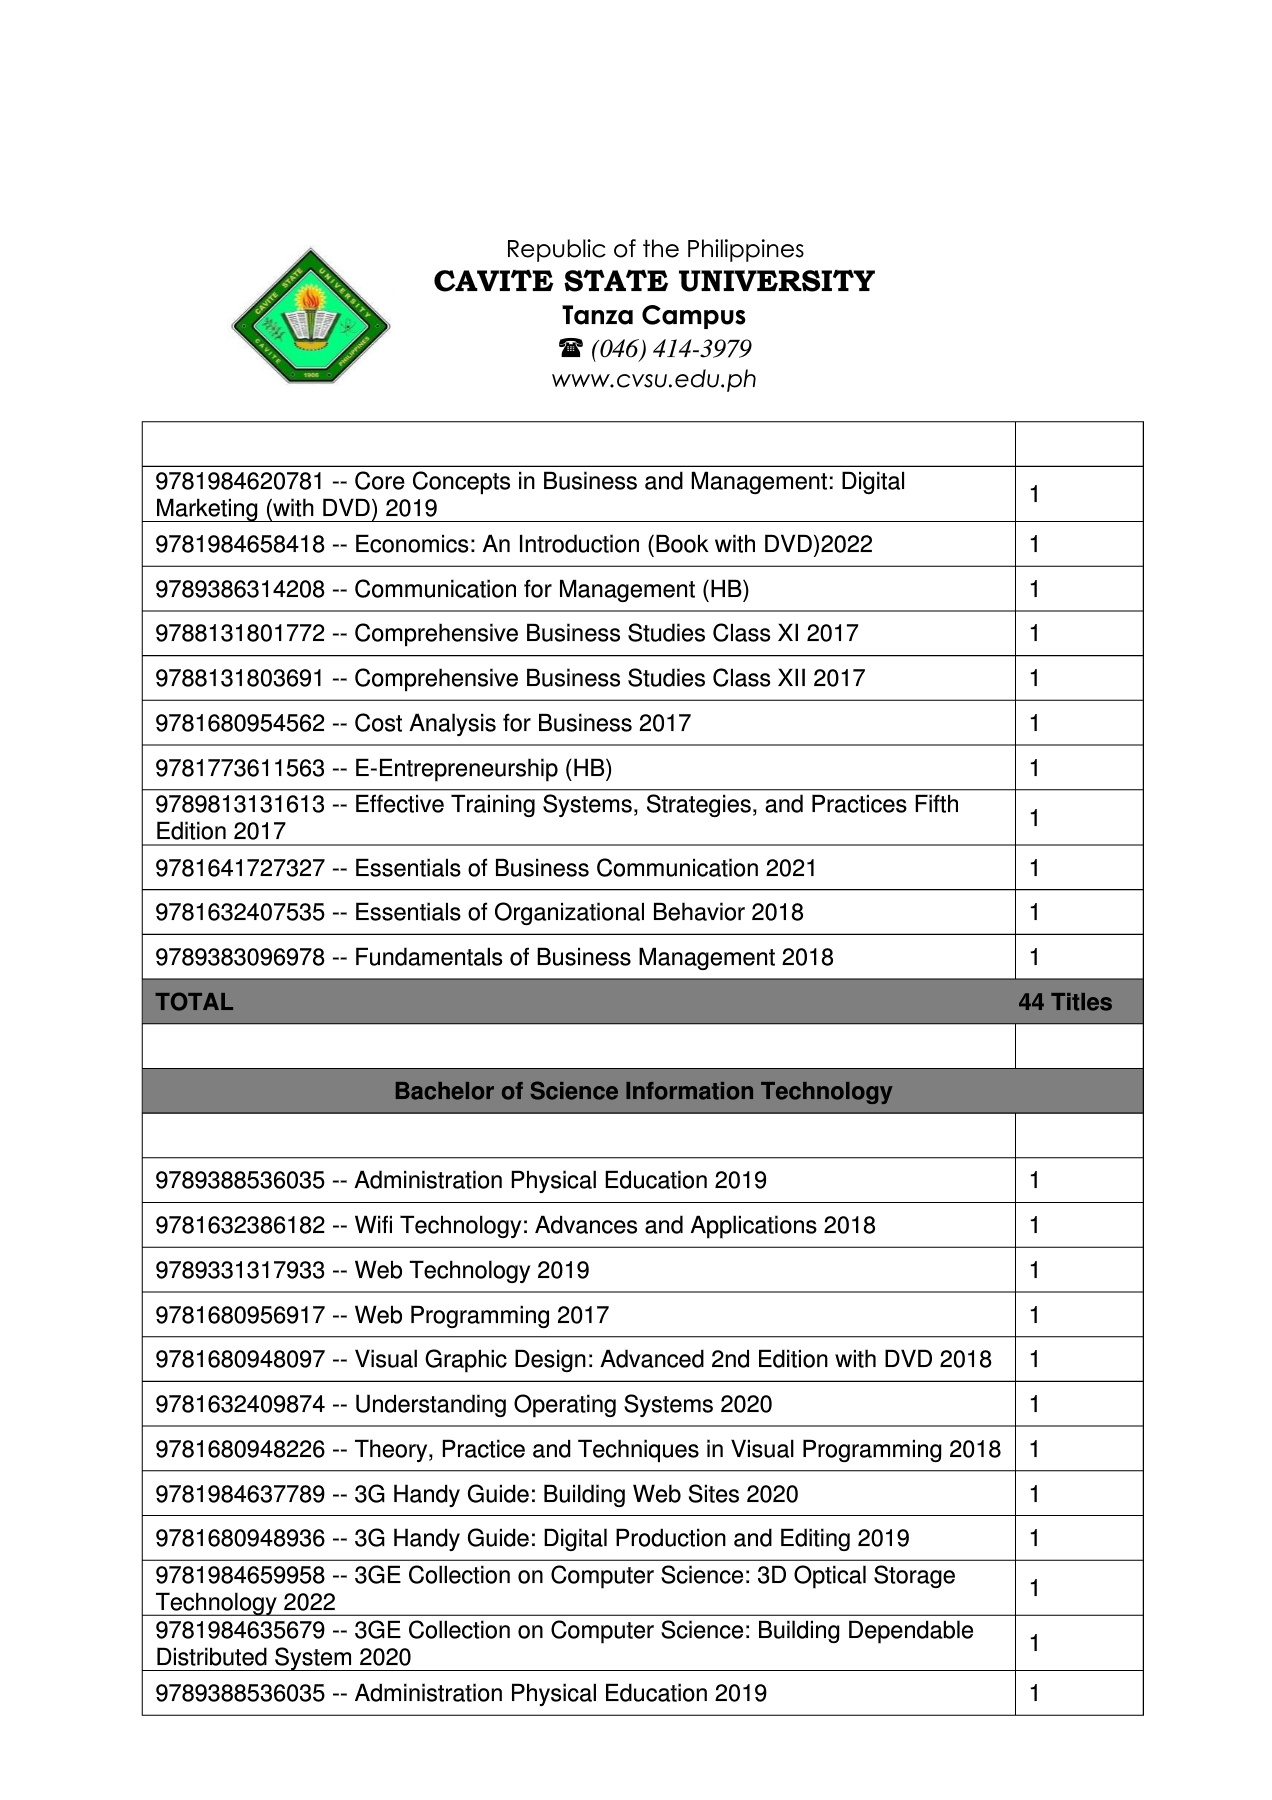 Republic of the Philippines
CAVITE STATE UNIVERSITY
Tanza Campus
☎ (046) 414-3979
www.cvsu.edu.ph
CAVITE STATE UNIVERSITY
CAVITE PHILIPPINES
1906
9781984620781 -- Core Concepts in Business and Management: Digital
Marketing (with DVD) 2019 1
9781984658418 -- Economics: An Introduction (Book with DVD)2022 1
9789386314208 -- Communication for Management (HB) 1
9788131801772 -- Comprehensive Business Studies Class XI 2017 1
9788131803691 -- Comprehensive Business Studies Class XII 2017 1
9781680954562 -- Cost Analysis for Business 2017 1
9781773611563 -- E-Entrepreneurship (HB) 1
9789813131613 -- Effective Training Systems, Strategies, and Practices Fifth
Edition 2017 1
9781641727327 -- Essentials of Business Communication 2021 1
9781632407535 -- Essentials of Organizational Behavior 2018 1
9789383096978 -- Fundamentals of Business Management 2018 1
TOTAL 44 Titles
Bachelor of Science Information Technology
9789388536035 -- Administration Physical Education 2019 1
9781632386182 -- Wifi Technology: Advances and Applications 2018 1
9789331317933 -- Web Technology 2019 1
9781680956917 -- Web Programming 2017 1
9781680948097 -- Visual Graphic Design: Advanced 2nd Edition with DVD 2018 1
9781632409874 -- Understanding Operating Systems 2020 1
9781680948226 -- Theory, Practice and Techniques in Visual Programming 2018 1
9781984637789 -- 3G Handy Guide: Building Web Sites 2020 1
9781680948936 -- 3G Handy Guide: Digital Production and Editing 2019 1
9781984659958 -- 3GE Collection on Computer Science: 3D Optical Storage
Technology 2022 1
9781984635679 -- 3GE Collection on Computer Science: Building Dependable
Distributed System 2020 1
9789388536035 -- Administration Physical Education 2019 1